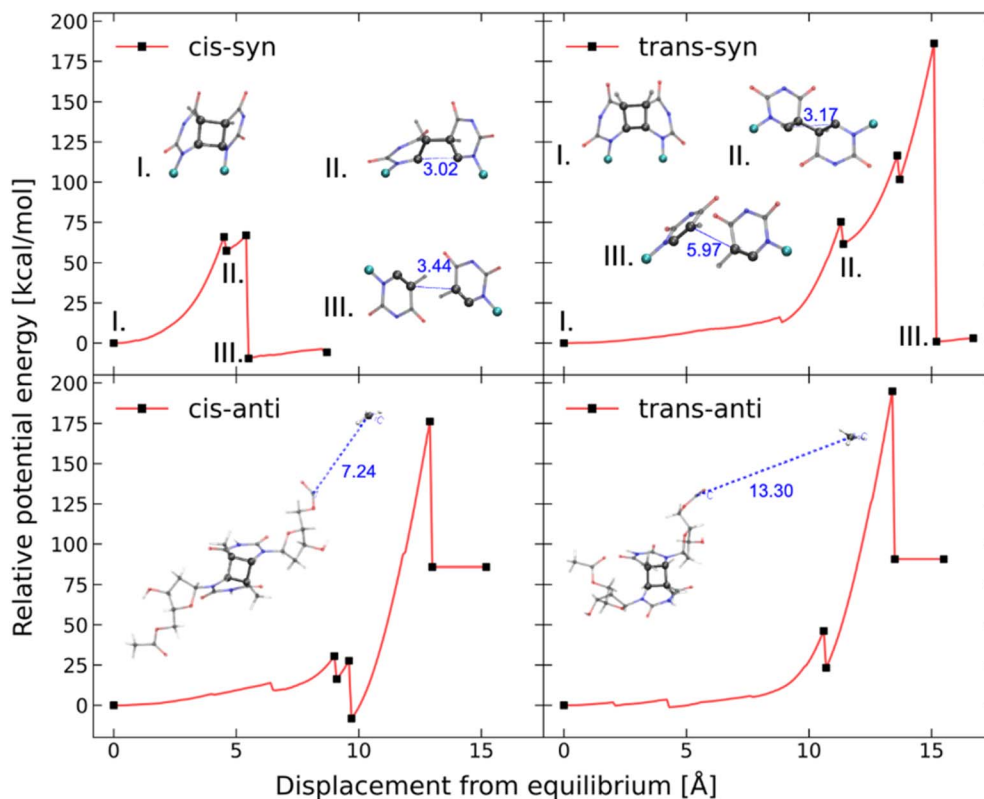 Relative potential energy [kcal/mol]
200
175
150
125
100
75
50
25
0
cis-syn
I.
II.
3.02
III.
3.44
I.
II.
III.
trans-syn
I.
II.
3.17
III.
5.97
I.
II.
III.
200
175
150
125
100
75
50
25
0
cis-anti
7.24
C
trans-anti
13.30
C
C
0
5
10
15
0
5
10
15
Displacement from equilibrium [Å]